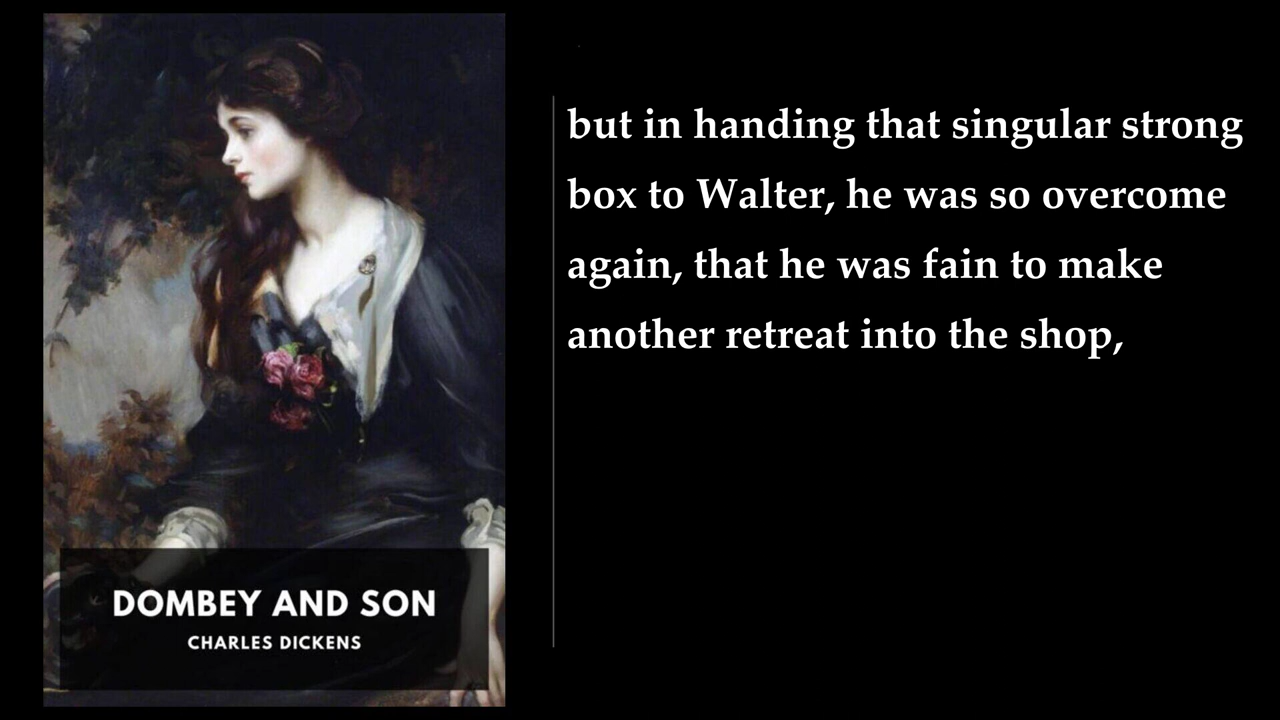 but in handing that singular strong
box to Walter, he was so overcome
again, that he was fain to make
another retreat into the shop,
DOMBEY AND SON
CHARLES DICKENS